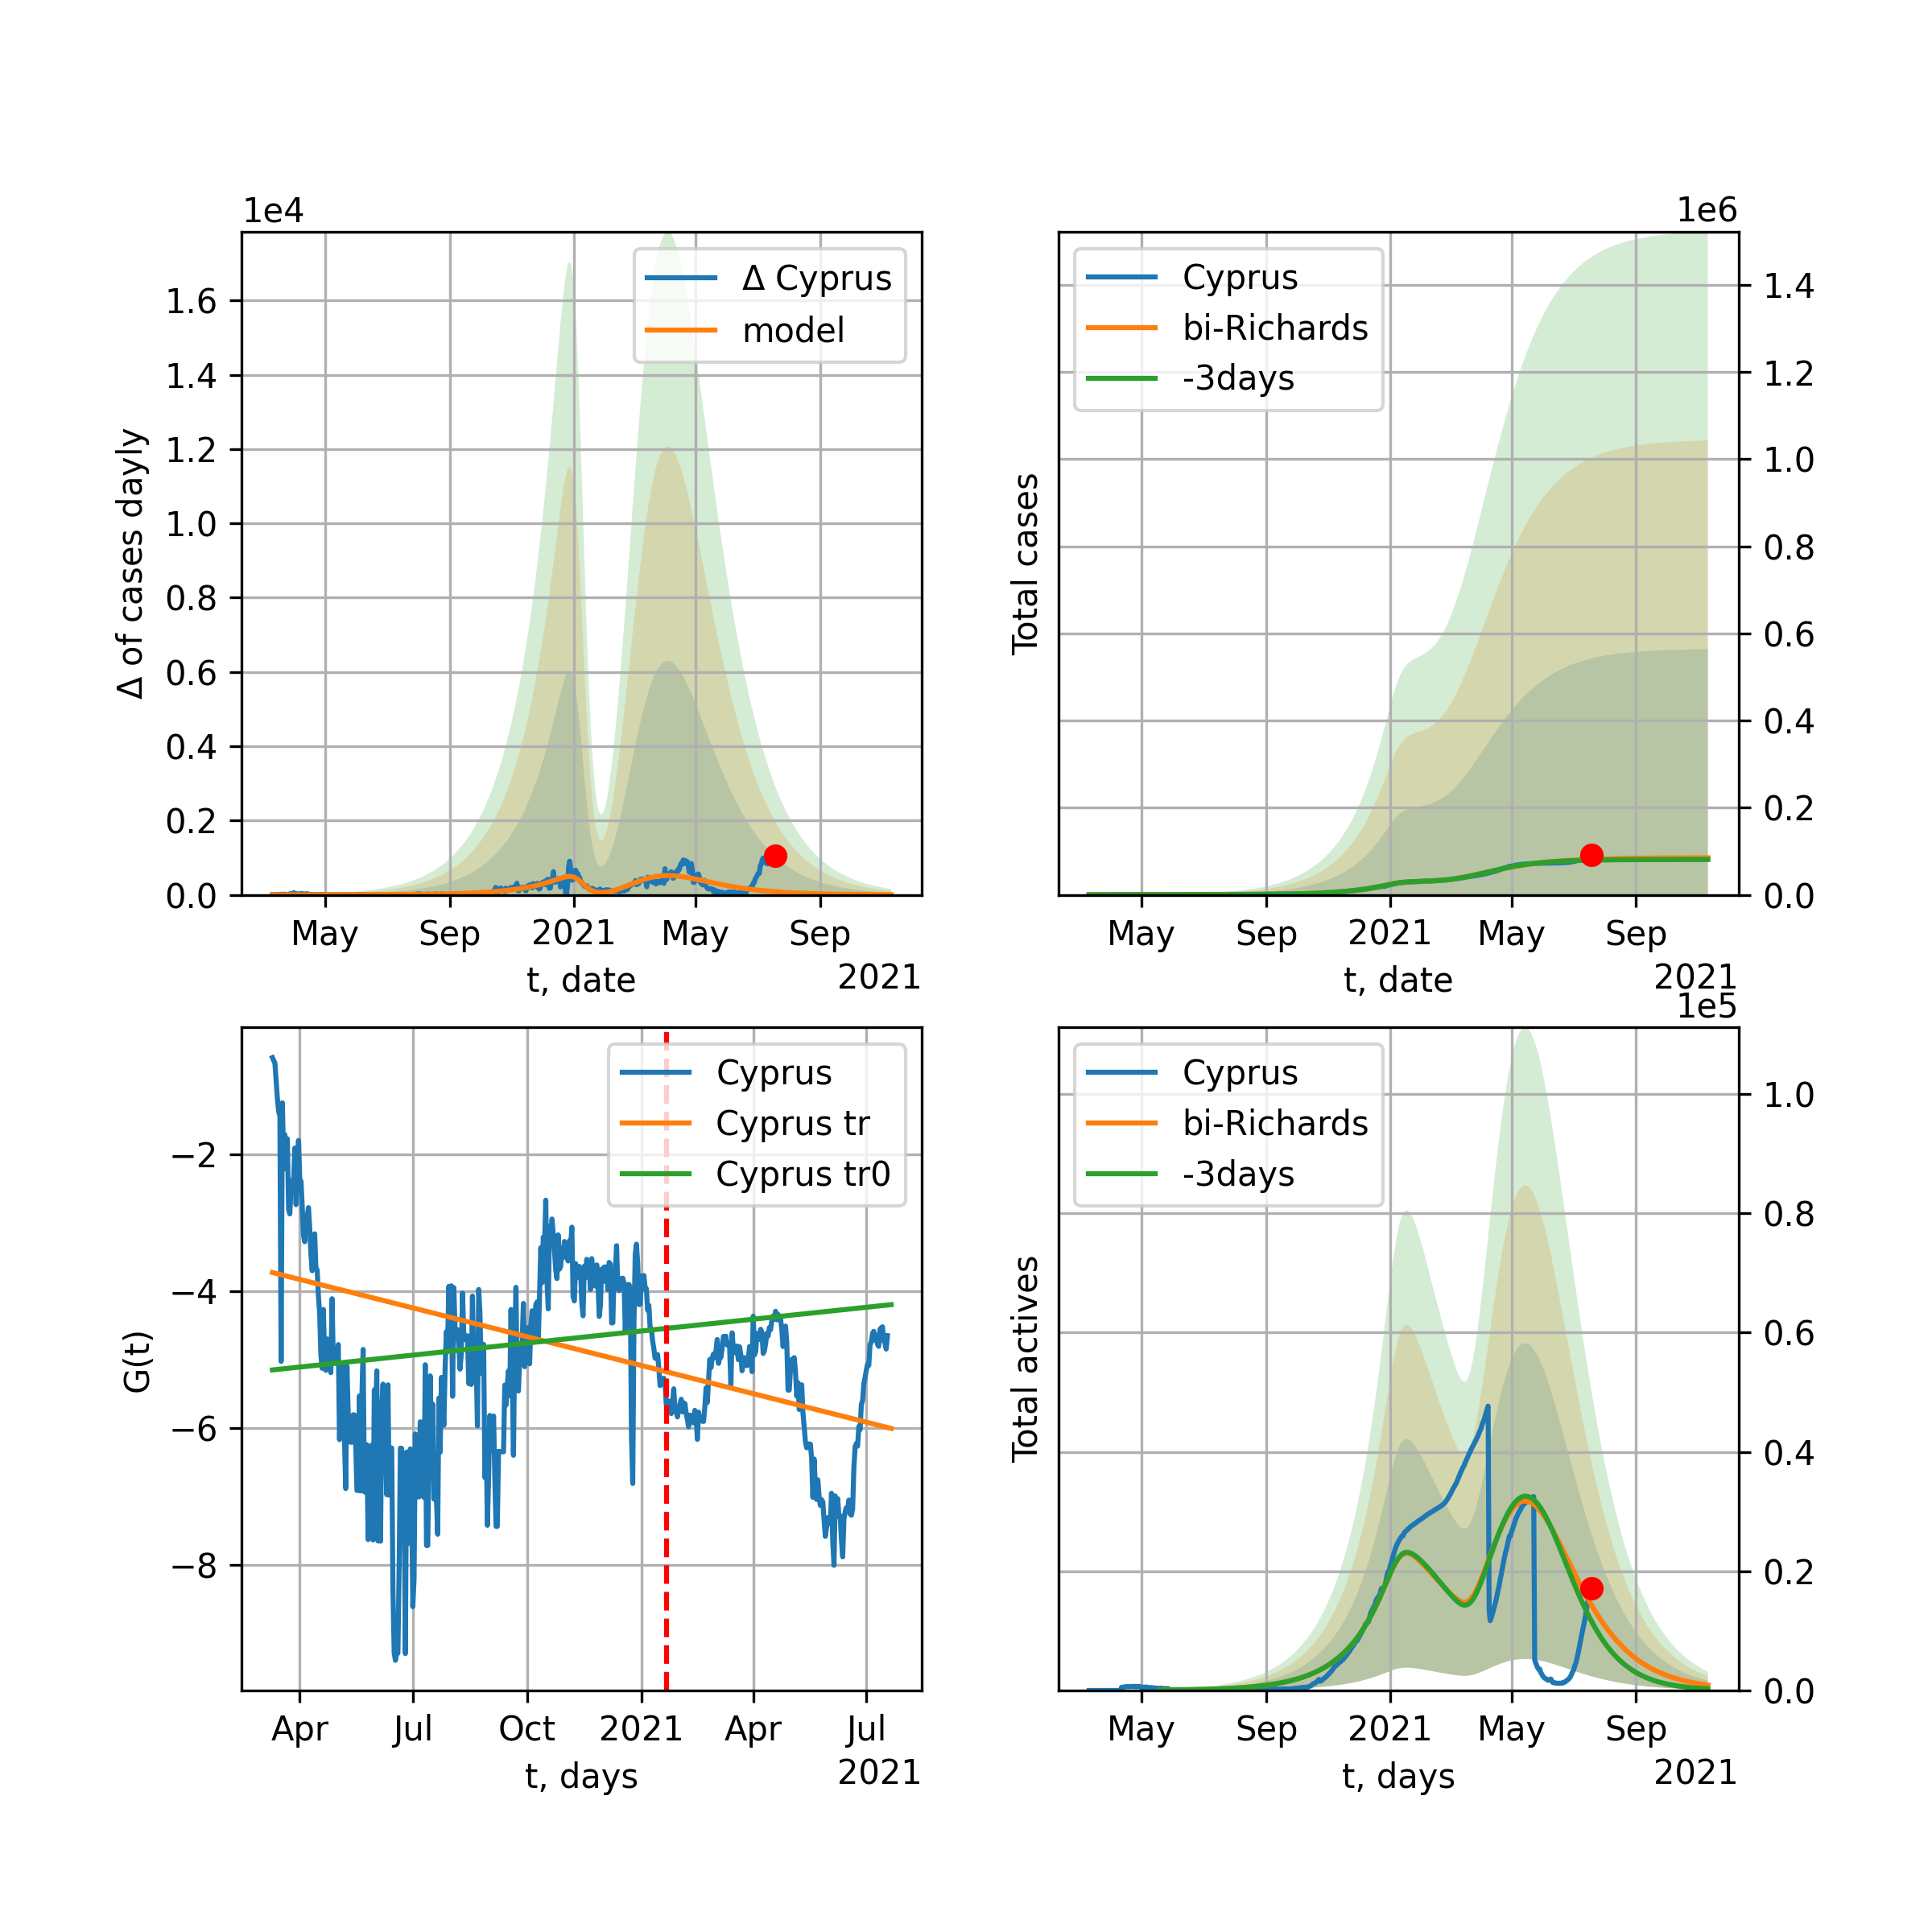 1e4
Δ Cyprus
model
1.6
1.4
1.2
1.0
0.8
0.6
0.4
0.2
0.0
Δ of cases dayly
May Sep 2021 May Sep
t, date
2021
1e6
Cyprus
bi-Richards
-3days
Total cases
1.4
1.2
1.0
0.8
0.6
0.4
0.2
0.0
May Sep 2021 May Sep
t, date
2021
Cyprus
Cyprus tr
Cyprus tr0
G(t)
−2
−4
−6
−8
Apr Jul Oct 2021 Apr Jul
t, days
2021
1e5
Cyprus
bi-Richards
-3days
Total actives
1.0
0.8
0.6
0.4
0.2
0.0
May Sep 2021 May Sep
t, days
2021